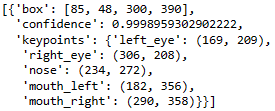 [{'box': [85, 48, 300, 390],
'confidence': 0.9998959302902222,
'keypoints': {'left_eye': (169, 209),
'right_eye': (306, 208),
'nose': (234, 272),
'mouth_left': (182, 356),
'mouth_right': (290, 358)}}]